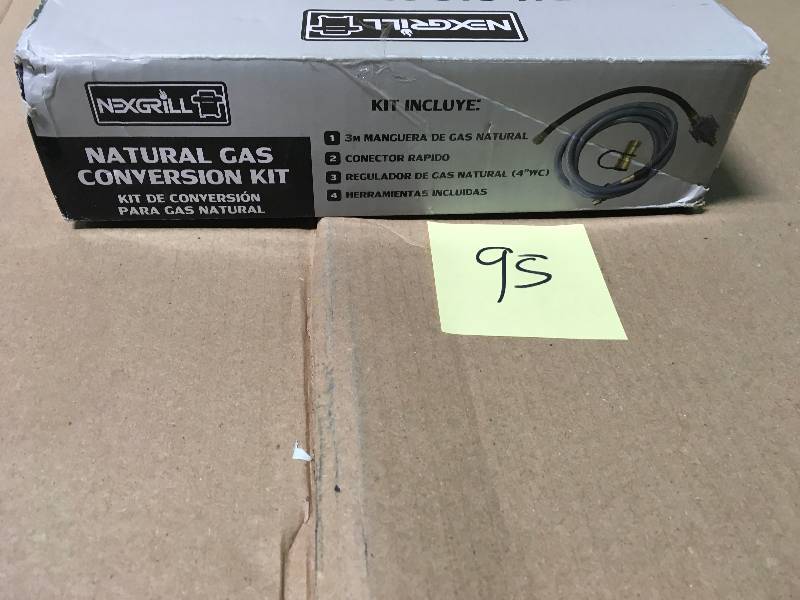 NEXGRILL
NEXGRILL
NATURAL GAS
CONVERSION KIT
KIT DE CONVERSIÓN
PARA GAS NATURAL
KIT INCLUYE:
1 3M MANGUERA DE GAS NATURAL
2 CONECTOR RAPIDO
3 REGULADOR DE GAS NATURAL (4"WC)
4 HERRAMIENTAS INCLUIDAS
95